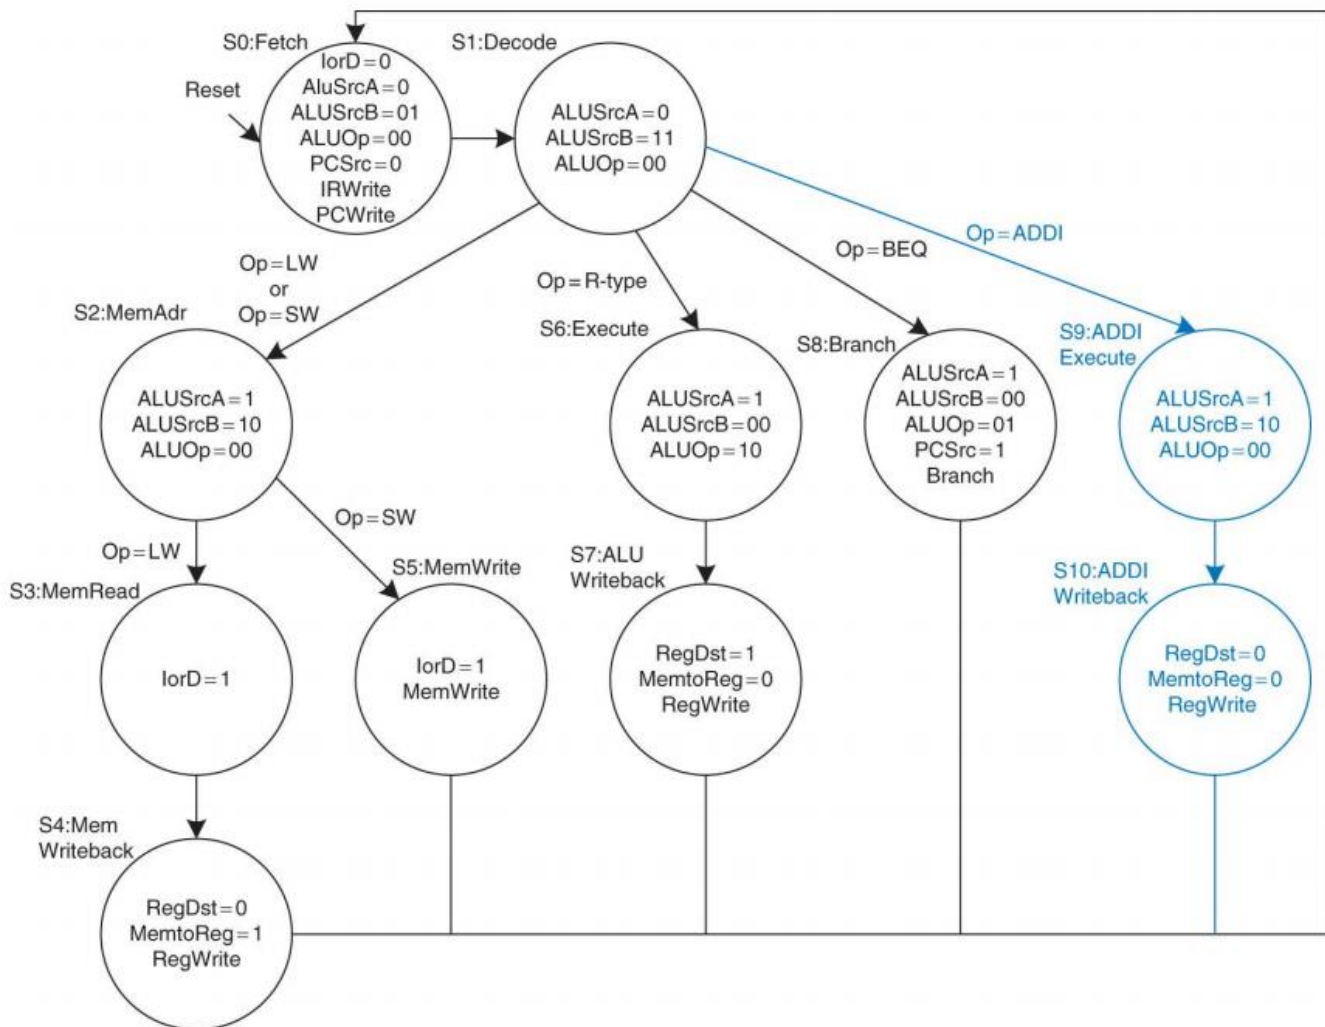 S0:Fetch
Reset
IorD=0
AluSrcA=0
ALUSrcB=01
ALUOp=00
PCSrc=0
IRWrite
PCWrite
S1:Decode
ALUSrcA=0
ALUSrcB=11
ALUOp=00
Op=LW
or
Op=SW
Op=R-type
Op=BEQ
Op=ADDI
S2:MemAdr
ALUSrcA=1
ALUSrcB=10
ALUOp=00
S6:Execute
ALUSrcA=1
ALUSrcB=00
ALUOp=10
S8:Branch
ALUSrcA=1
ALUSrcB=00
ALUOp=01
PCSrc=1
Branch
S9:ADDI
Execute
ALUSrcA=1
ALUSrcB=10
ALUOp=00
Op=LW
Op=SW
S3:MemRead
IorD=1
S5:MemWrite
IorD=1
MemWrite
S7:ALU
Writeback
RegDst=1
MemtoReg=0
RegWrite
S10:ADDI
Writeback
RegDst=0
MemtoReg=0
RegWrite
S4:Mem
Writeback
RegDst=0
MemtoReg=1
RegWrite